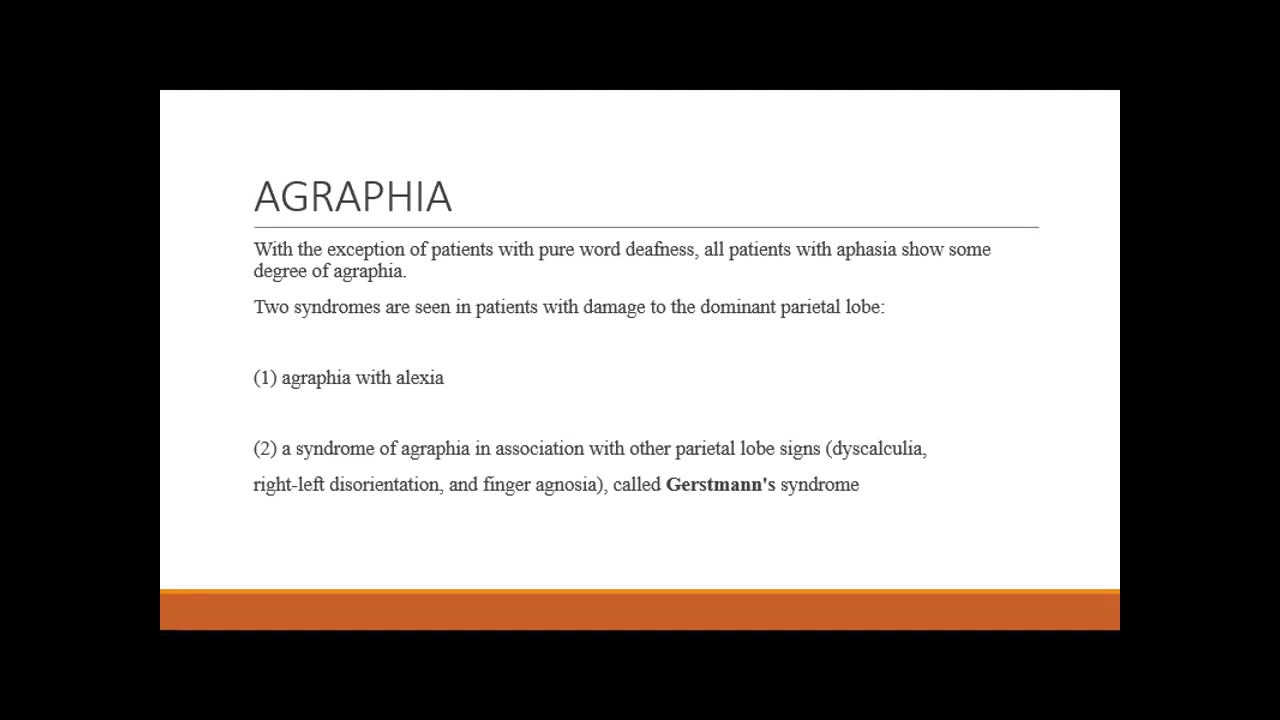 AGRAPHIA
With the exception of patients with pure word deafness, all patients with aphasia show some
degree of agraphia.
Two syndromes are seen in patients with damage to the dominant parietal lobe:
(1) agraphia with alexia
(2) a syndrome of agraphia in association with other parietal lobe signs (dyscalculia,
right-left disorientation, and finger agnosia), called Gerstmann's syndrome